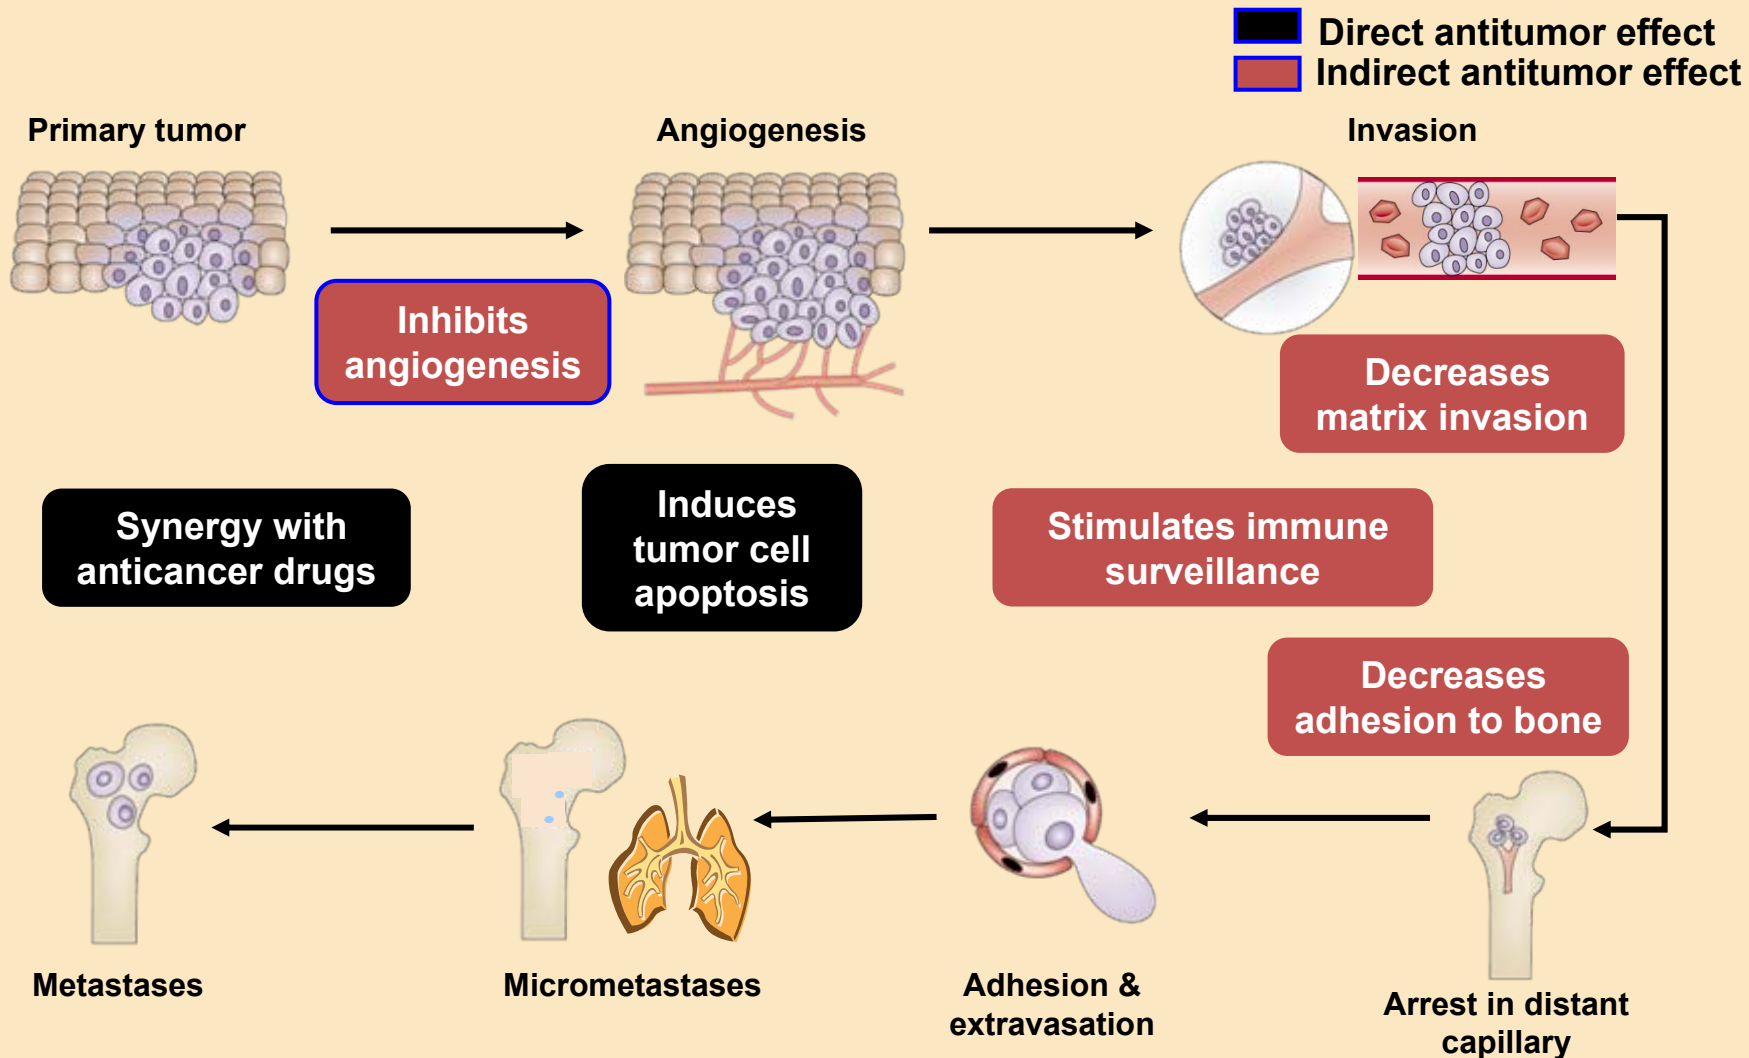 Direct antitumor effect
Indirect antitumor effect
Primary tumor
Angiogenesis
Invasion
Inhibits
angiogenesis
Decreases
matrix invasion
Synergy with
anticancer drugs
Induces
tumor cell
apoptosis
Stimulates immune
surveillance
Decreases
adhesion to bone
Metastases
Micrometastases
Adhesion &
extravasation
Arrest in distant
capillary